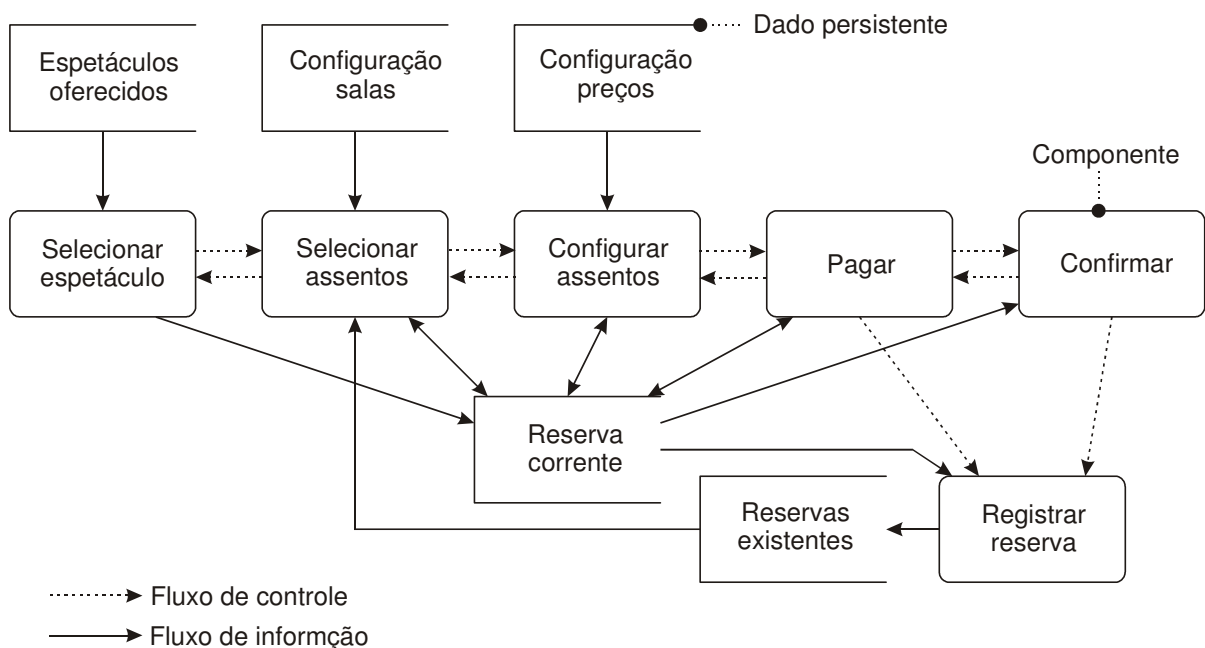 Dado persistente
Espetáculos
oferecidos
Configuração
salas
Configuração
preços
Componente
Selecionar
espetáculo
Selecionar
assentos
Configurar
assentos
Pagar
Confirmar
Reserva
corrente
Reservas
existentes
Registrar
reserva
Fluxo de controle
Fluxo de informção